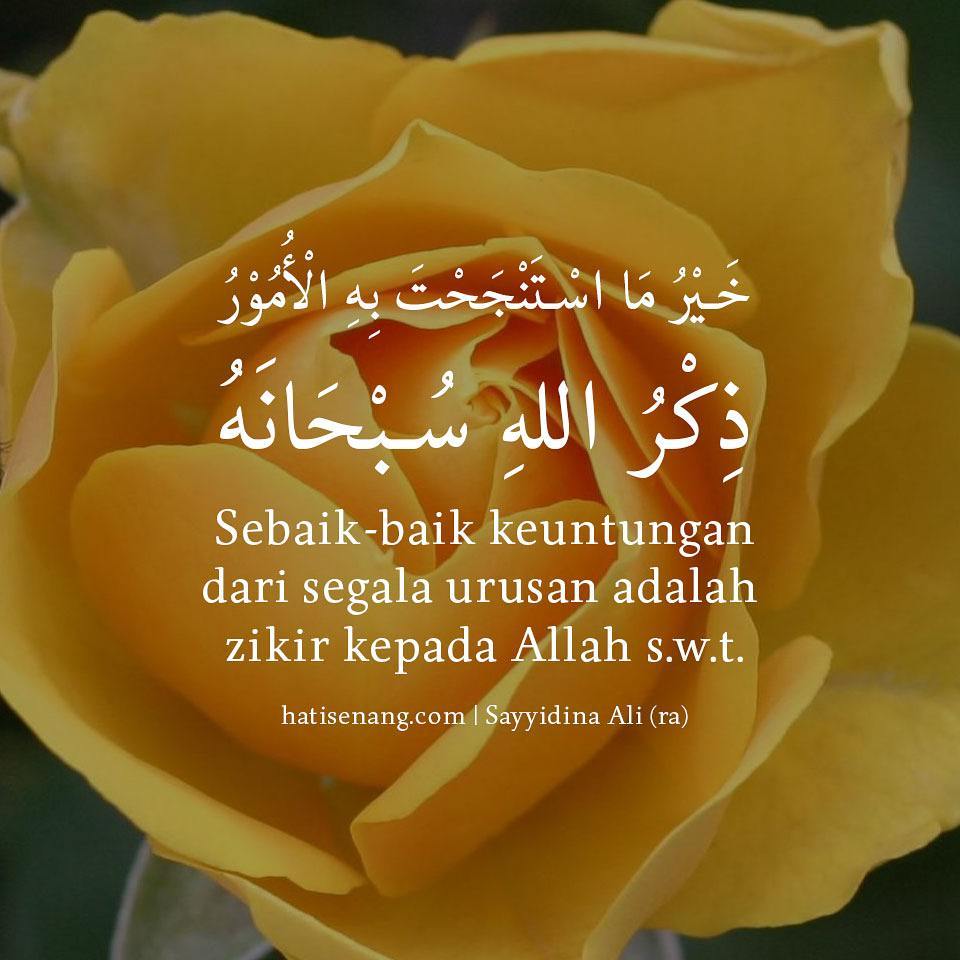 خَيْرُ مَا اسْتَنْجَحْتَ بِهِ الْأُمُوْرُ
ذِكْرُ اللهِ سُبْحَانَهُ
Sebaik-baik keuntungan
dari segala urusan adalah
zikir kepada Allah s.w.t.
hatisenang.com | Sayyidina Ali (ra)